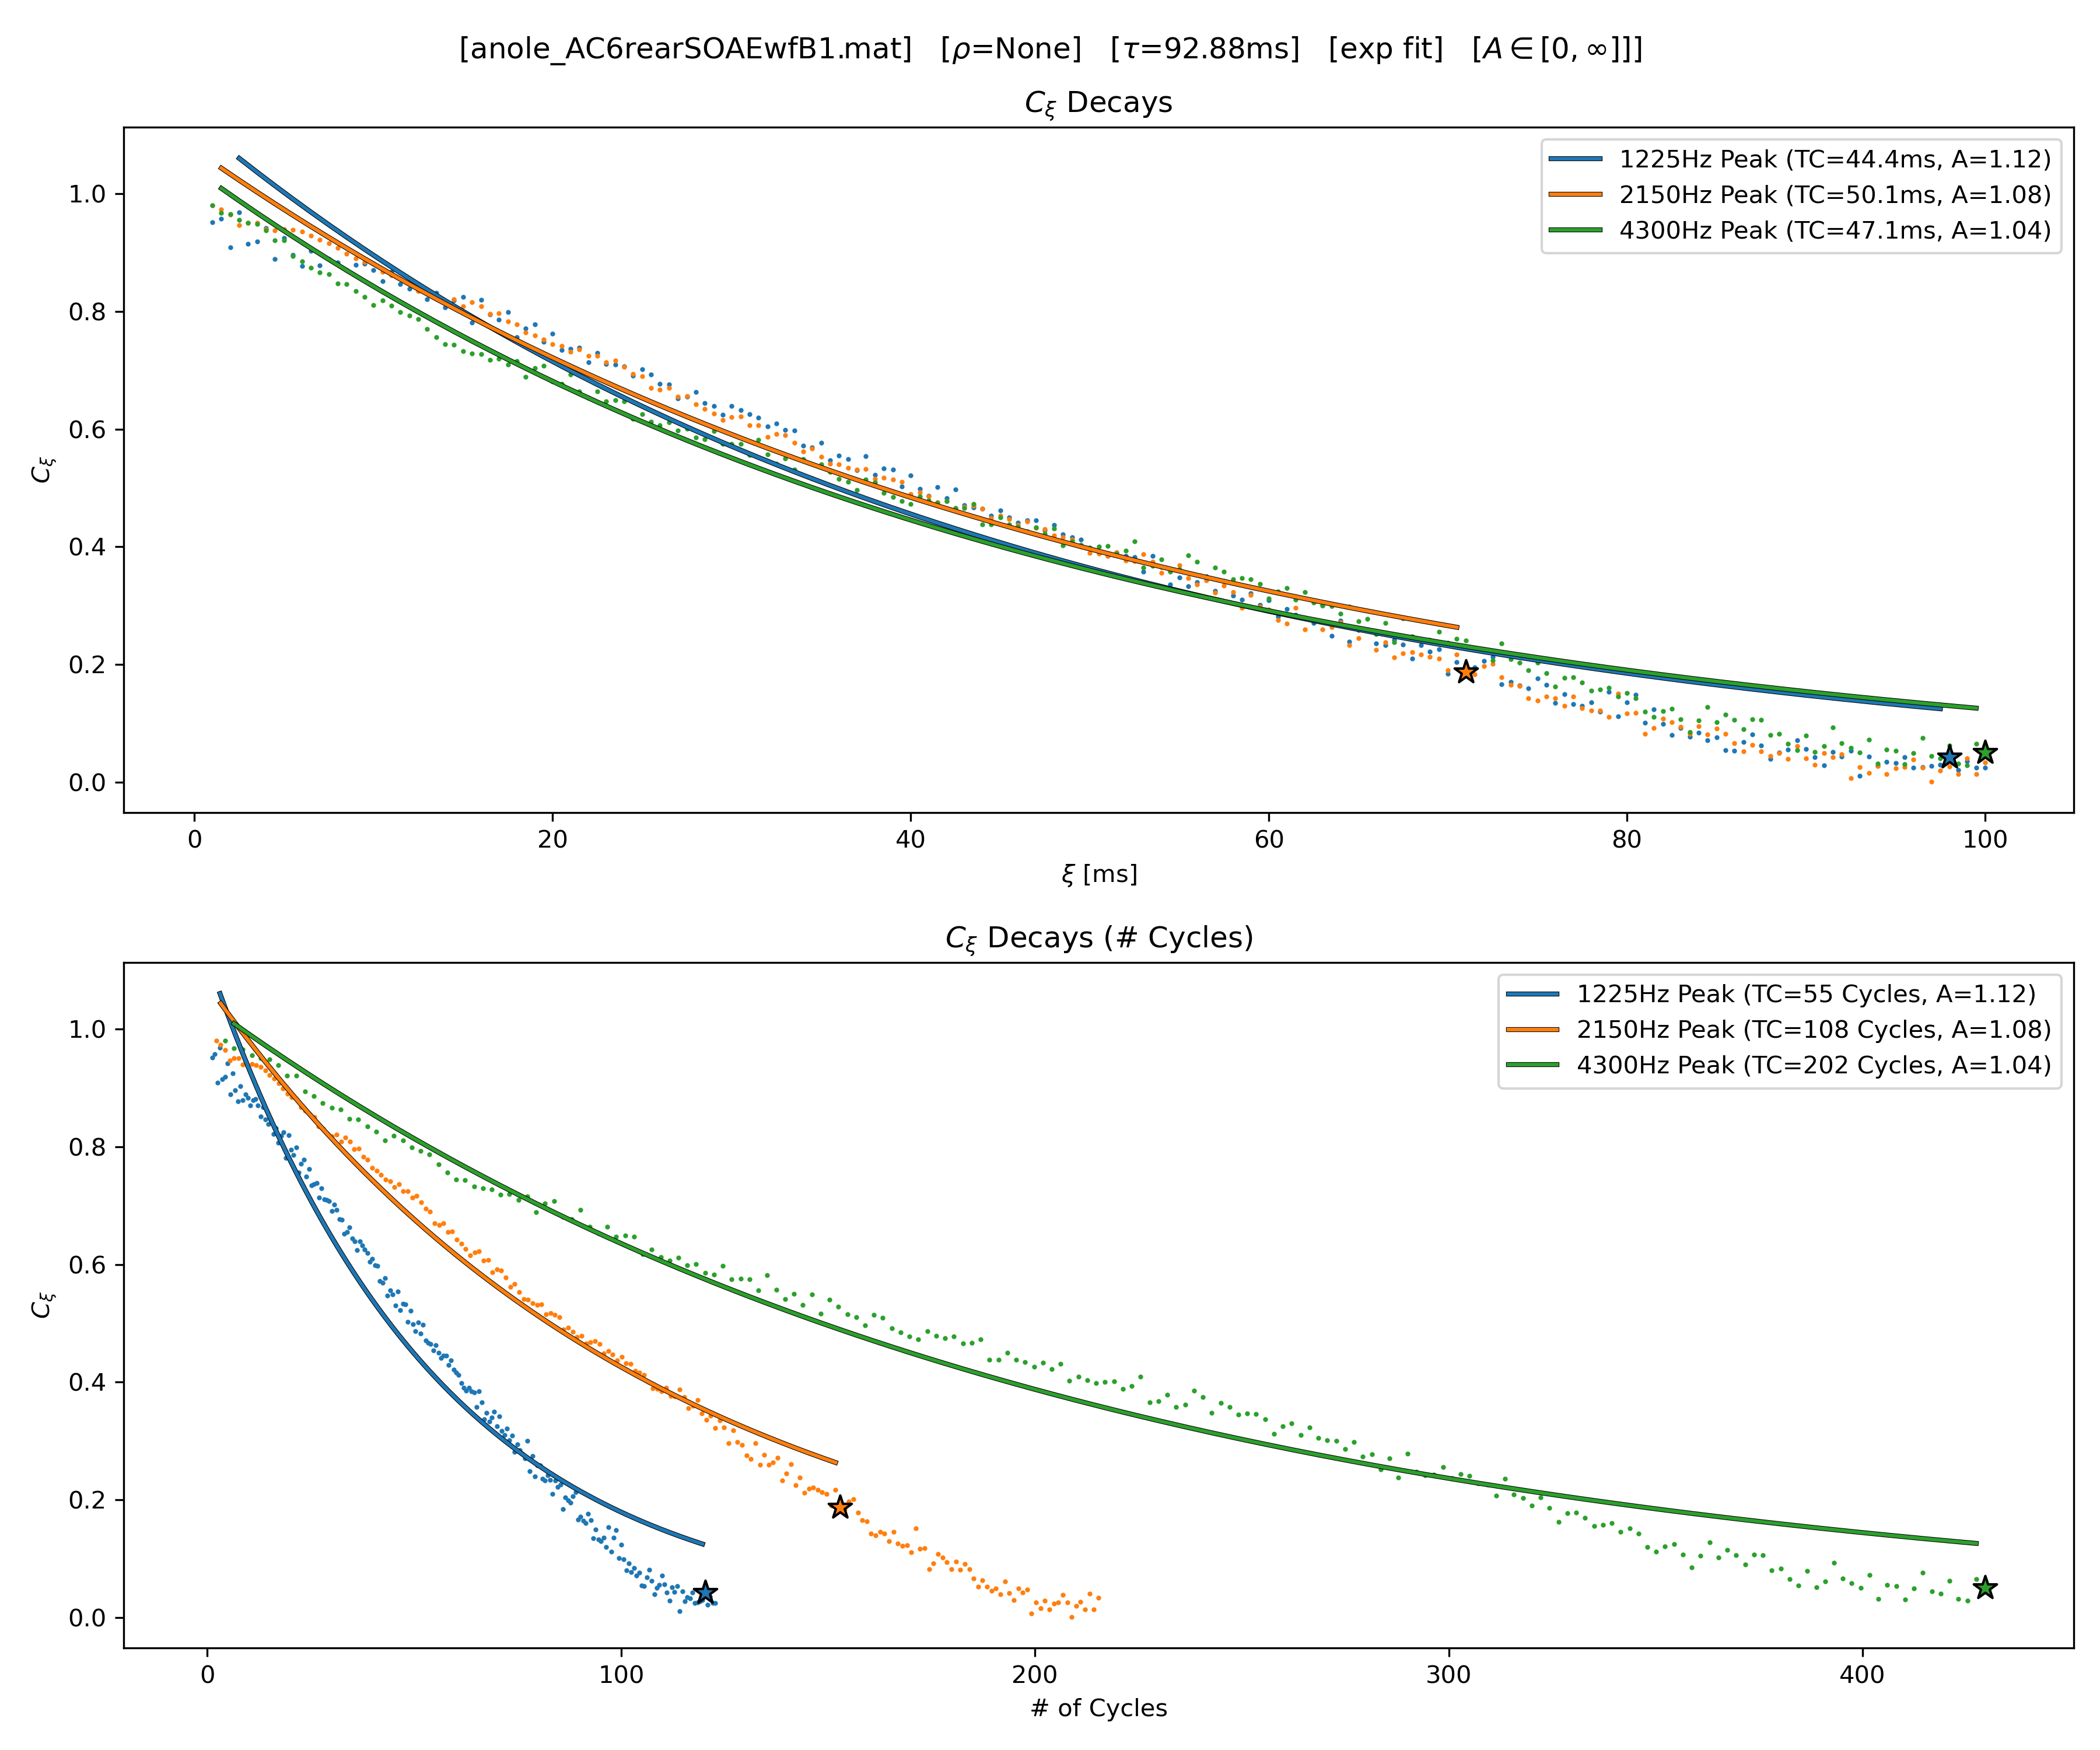 [anole_AC6rearSOAEwfB1.mat] [ρ=None] [τ=92.88ms] [exp fit] [A ∈ [0, ∞]]]
C_ξ Decays
1225Hz Peak (TC=44.4ms, A=1.12)
2150Hz Peak (TC=50.1ms, A=1.08)
4300Hz Peak (TC=47.1ms, A=1.04)
C_ξ
1.0
0.8
0.6
0.4
0.2
0.0
0 20 40 60 80 100
ξ [ms]
C_ξ Decays (# Cycles)
1225Hz Peak (TC=55 Cycles, A=1.12)
2150Hz Peak (TC=108 Cycles, A=1.08)
4300Hz Peak (TC=202 Cycles, A=1.04)
C_ξ
1.0
0.8
0.6
0.4
0.2
0.0
0 100 200 300 400
# of Cycles